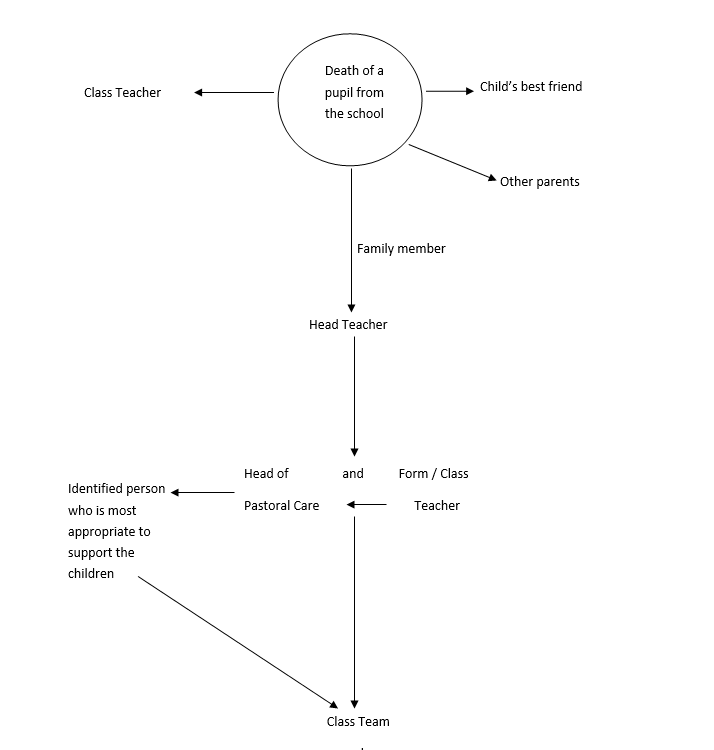 Death of a
pupil from
the school
Class Teacher
Child's best friend
Other parents
Family member
Head Teacher
Head of and Form / Class
Pastoral Care Teacher
Identified person
who is most
appropriate to
support the
children
Class Team